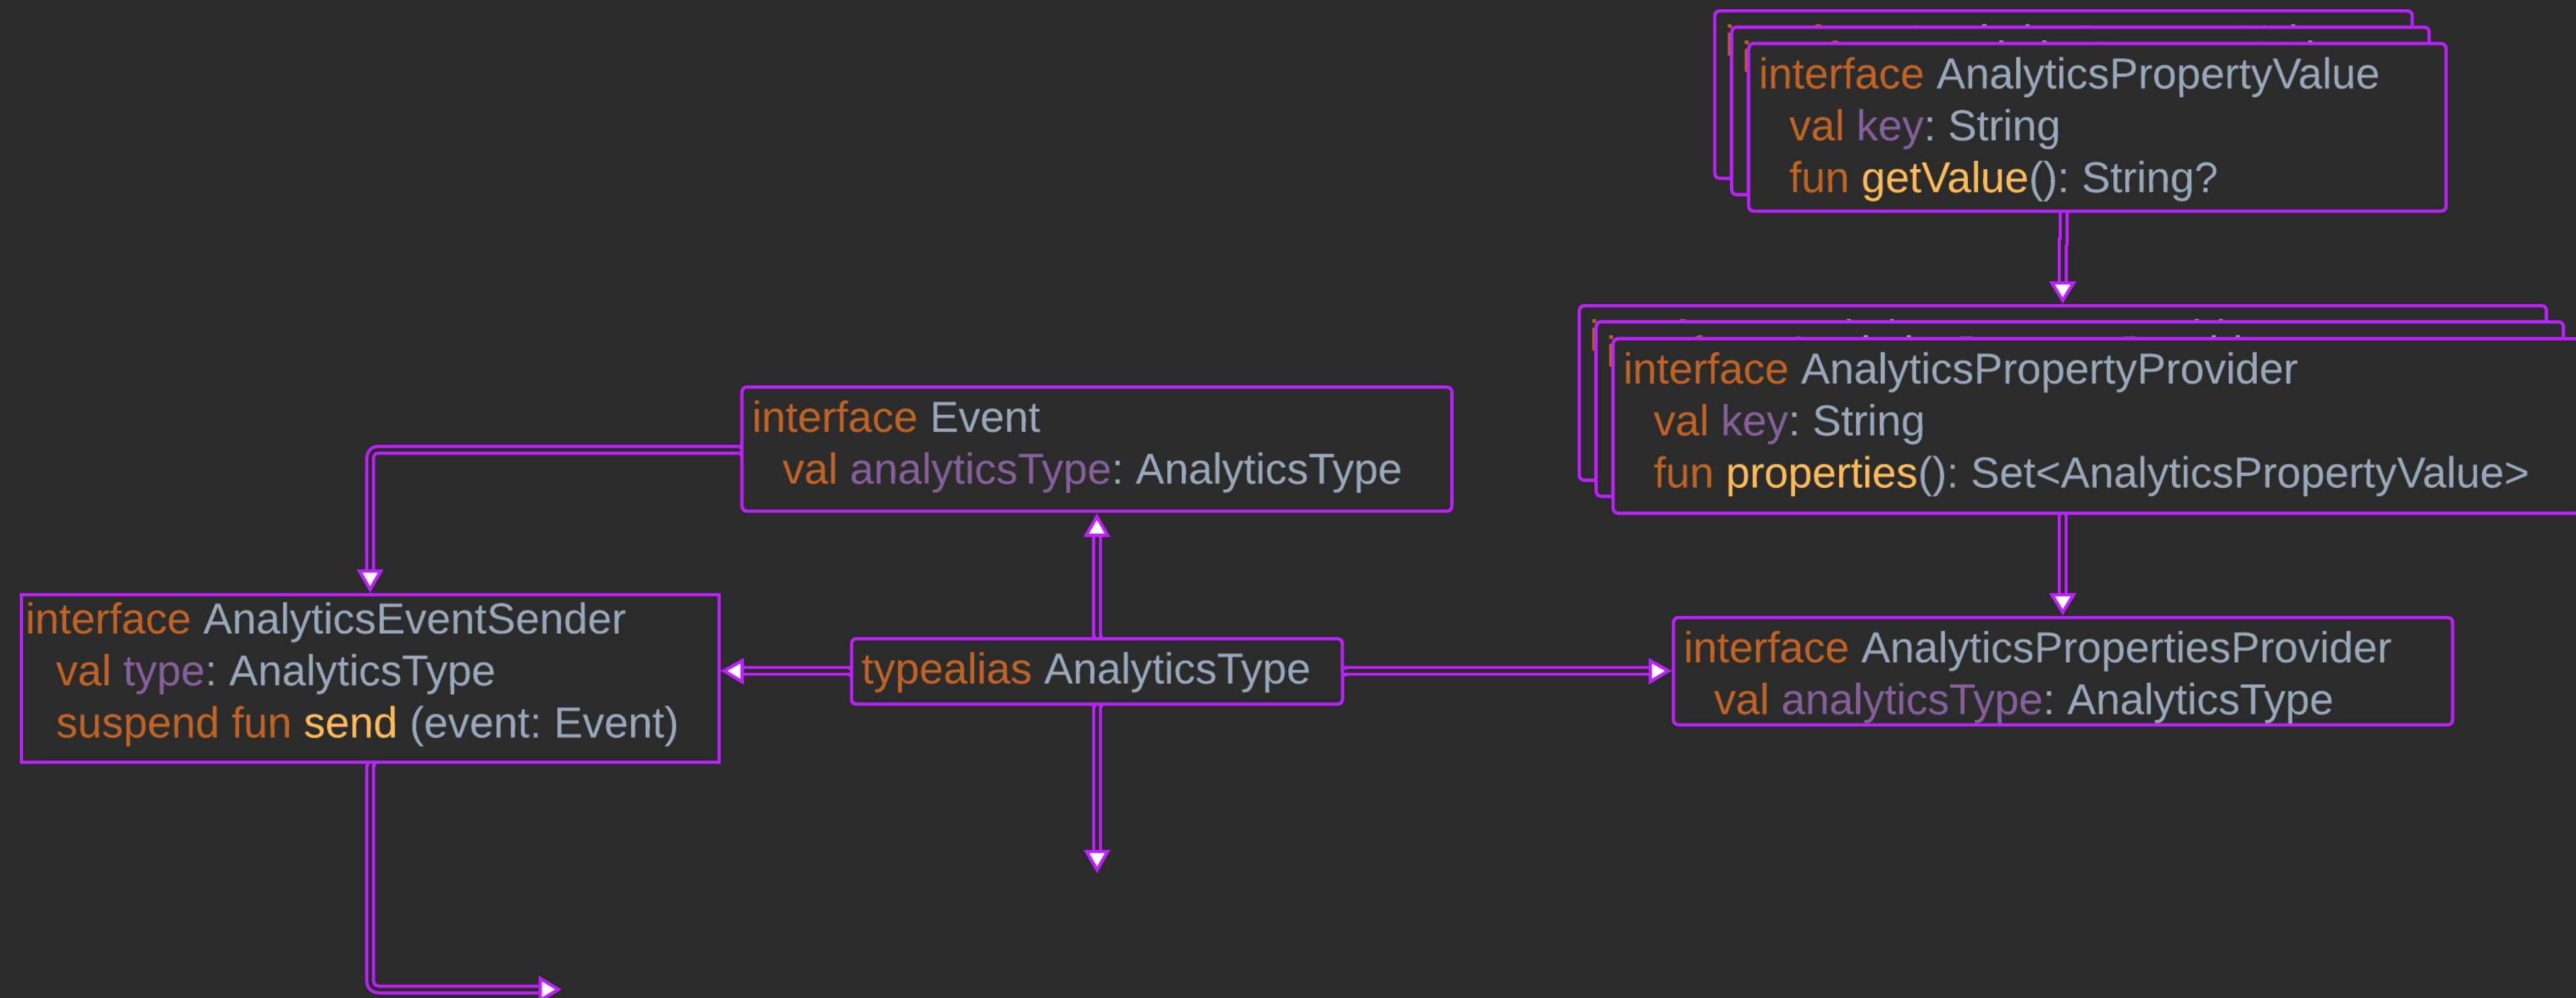 interface AnalyticsPropertyValue
val key: String
fun getValue(): String?
interface AnalyticsPropertyProvider
val key: String
fun properties(): Set<AnalyticsPropertyValue>
interface Event
val analyticsType: AnalyticsType
interface AnalyticsEventSender
val type: AnalyticsType
suspend fun send (event: Event)
typealias AnalyticsType
interface AnalyticsPropertiesProvider
val analyticsType: AnalyticsType